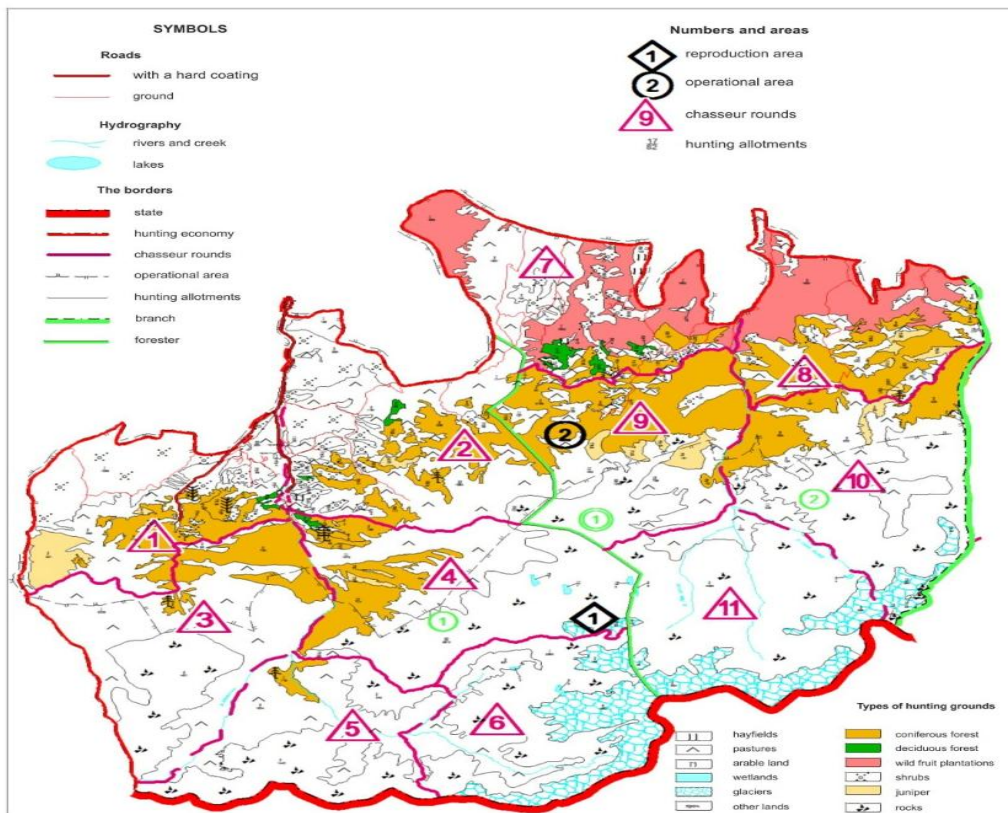 SYMBOLS
Roads
with a hard coating
ground
Hydrography
rivers and creek
lakes
The borders
state
hunting economy
chasseur rounds
operational area
hunting allotments
branch
forester
Numbers and areas
1 reproduction area
2 operational area
9 chasseur rounds
17
62 hunting allotments
7
8
9
2
2
10
2
1
1
4
1
3
11
1
5
6
Types of hunting grounds
hayfields
pastures
arable land
wetlands
glaciers
other lands
coniferous forest
deciduous forest
wild fruit plantations
shrubs
juniper
rocks